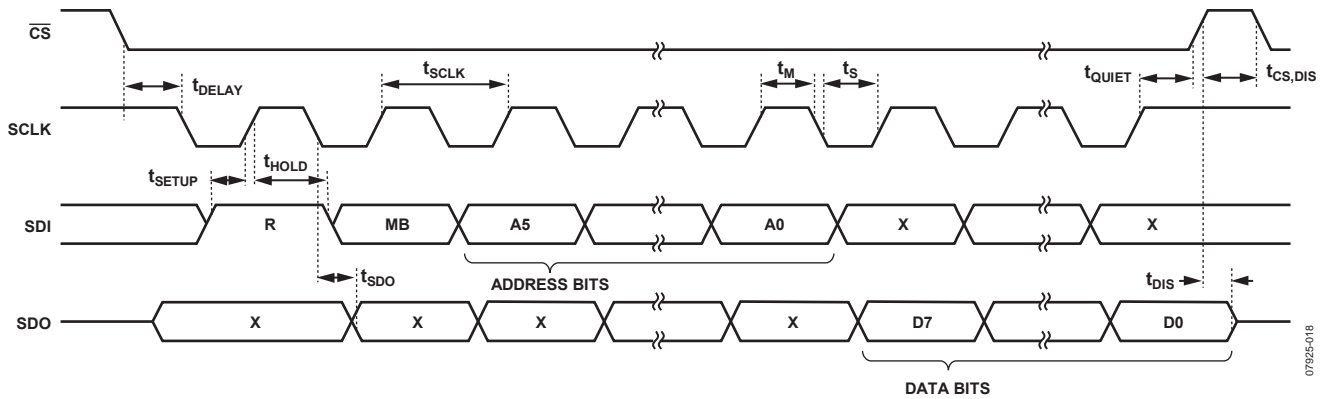 CS
tDELAY
tSCLK
tM
tS
tQUIET
tCS,DIS
SCLK
tSETUP
tHOLD
SDI
R
MB
A5
A0
X
X
tSDO
ADDRESS BITS
tDIS
SDO
X
X
X
X
D7
D0
DATA BITS
07925-018